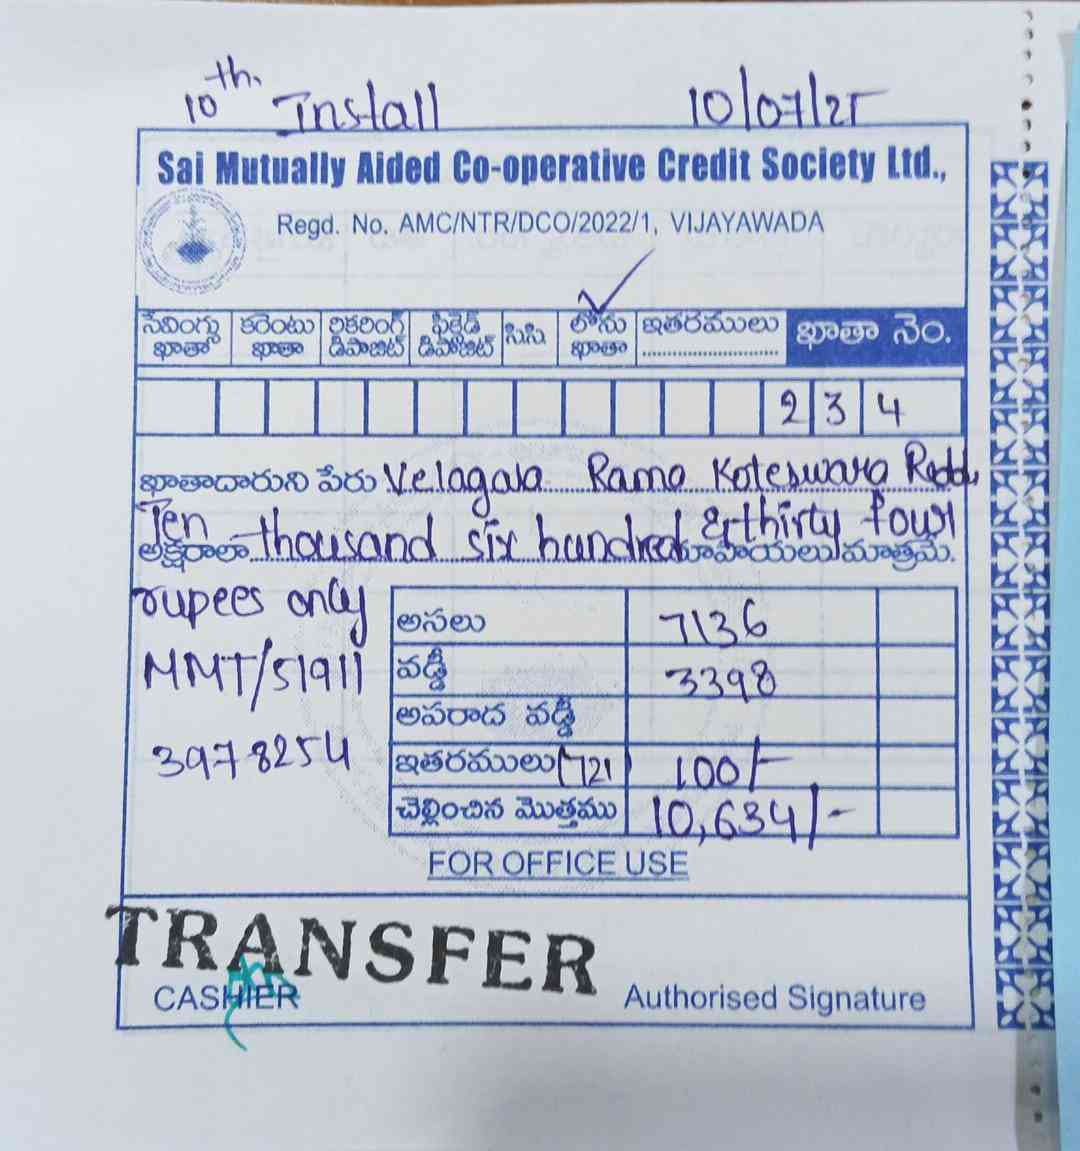 10th. Install 10/07/25
Sai Mutually Aided Co-operative Credit Society Ltd.,
Regd. No. AMC/NTR/DCO/2022/1, VIJAYAWADA
సేవింగ్సు ఖాతా కరెంటు ఖాతా రికరింగ్ డిపాజిట్ ఫిక్సెడ్ డిపోజిట్ సిసి లోను ఖాతా ఇతరములు ఖాతా నెం.
2 3 4
ఖాతాదారుని పేరు Velagala Rama Koteswara Reddy
అక్షరాలా Ten thousand six hundred & thirty four రూపాయలు మాత్రమే.
rupees only
MMT/51911
3978254
అసలు 7136
వడ్డీ 3398
అపరాద వడ్డీ
ఇతరములు (721) 100/-
చెల్లించిన మొత్తము 10,634/-
FOR OFFICE USE
TRANSFER
CASHIER Authorised Signature